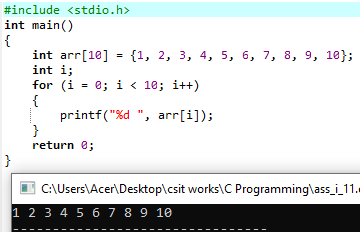 #include <stdio.h>
int main()
{
    int arr[10] = {1, 2, 3, 4, 5, 6, 7, 8, 9, 10};
    int i;
    for (i = 0; i < 10; i++)
    {
        printf("%d ", arr[i]);
    }
    return 0;
}
C:\Users\Acer\Desktop\csit works\C Programming\ass_i_11.
1 2 3 4 5 6 7 8 9 10
--------------------------------